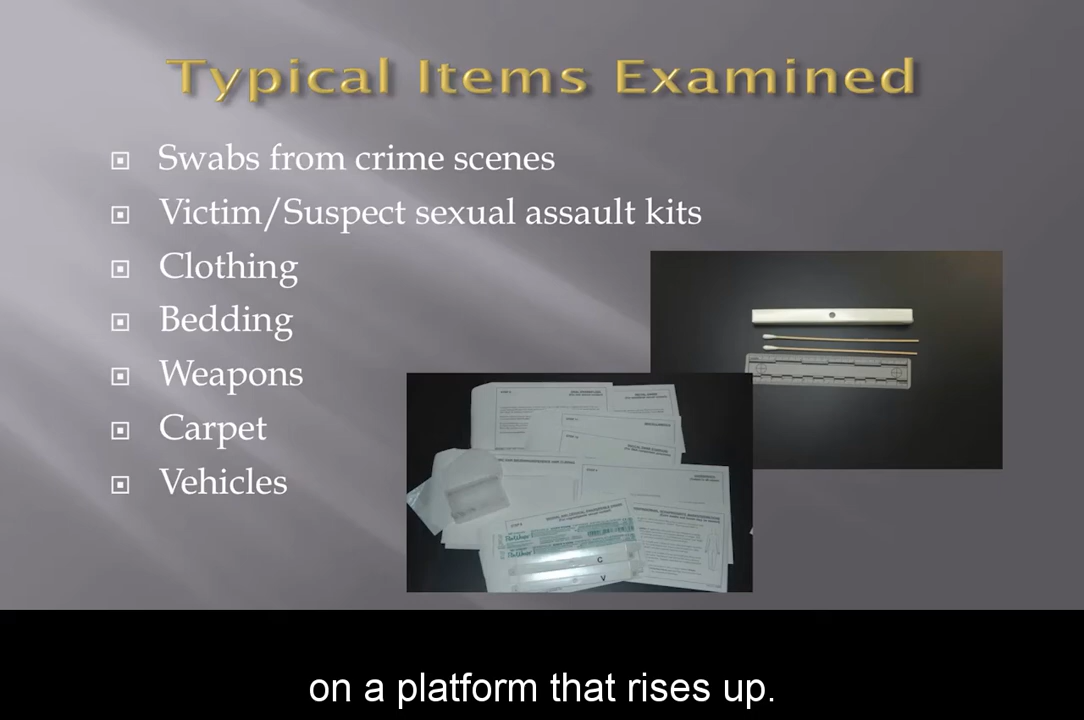 Typical Items Examined
Swabs from crime scenes
Victim/Suspect sexual assault kits
Clothing
Bedding
Weapons
Carpet
Vehicles
C
V
on a platform that rises up.